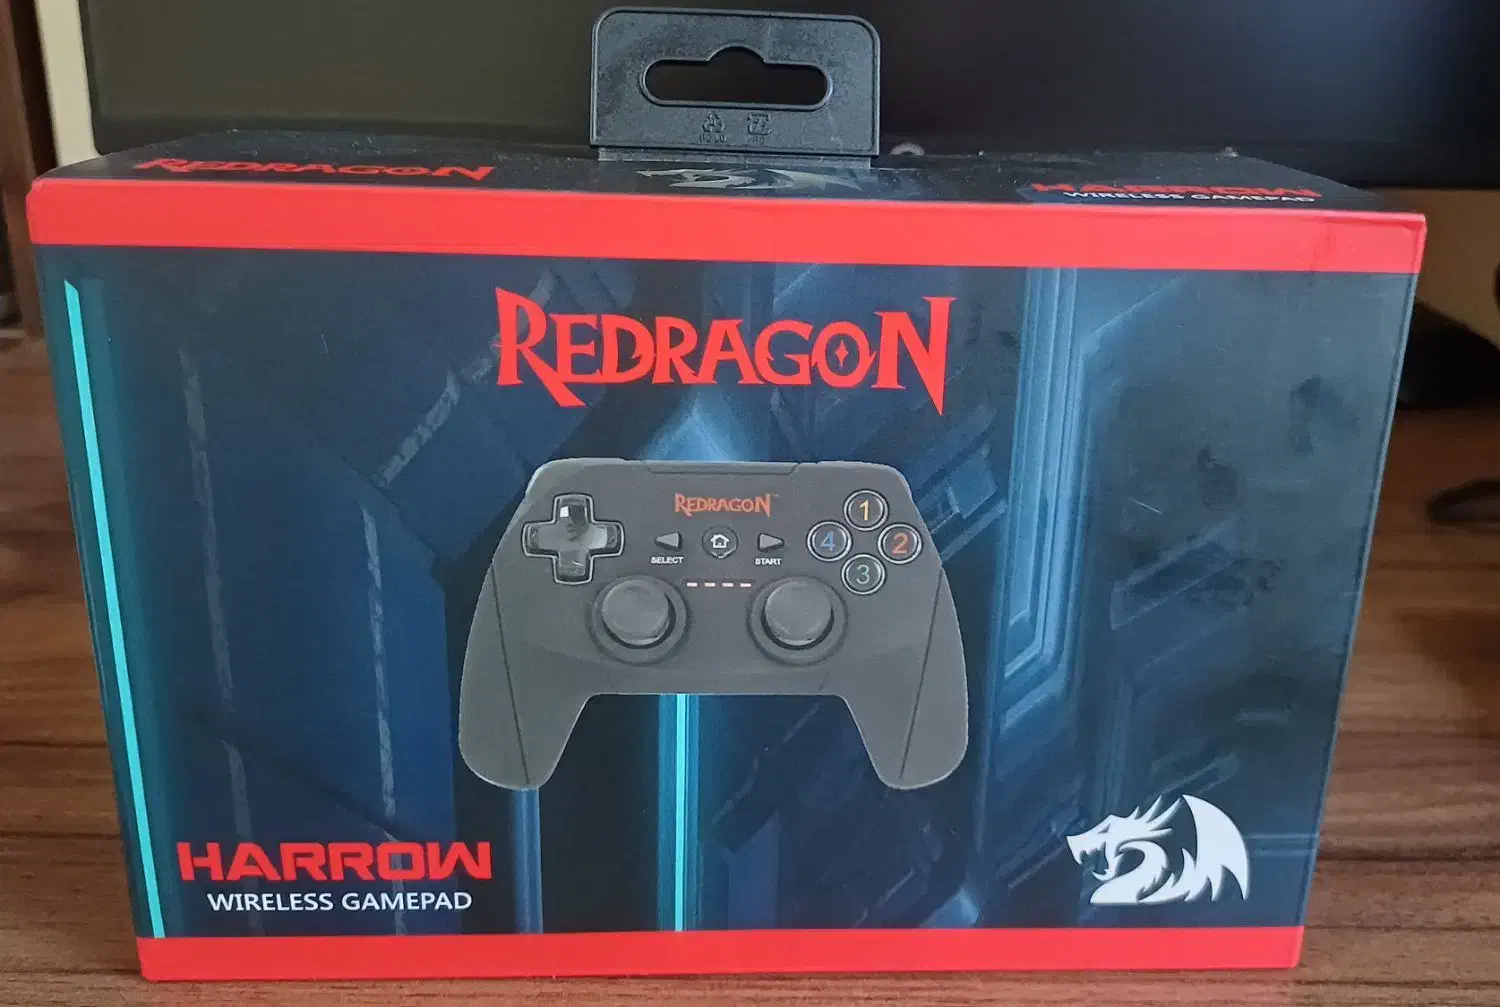 REDRAGON
HARROW
WIRELESS GAMEPAD
REDRAGON
REDRAGON
1
4
2
3
SELECT
START
HARROW
WIRELESS GAMEPAD